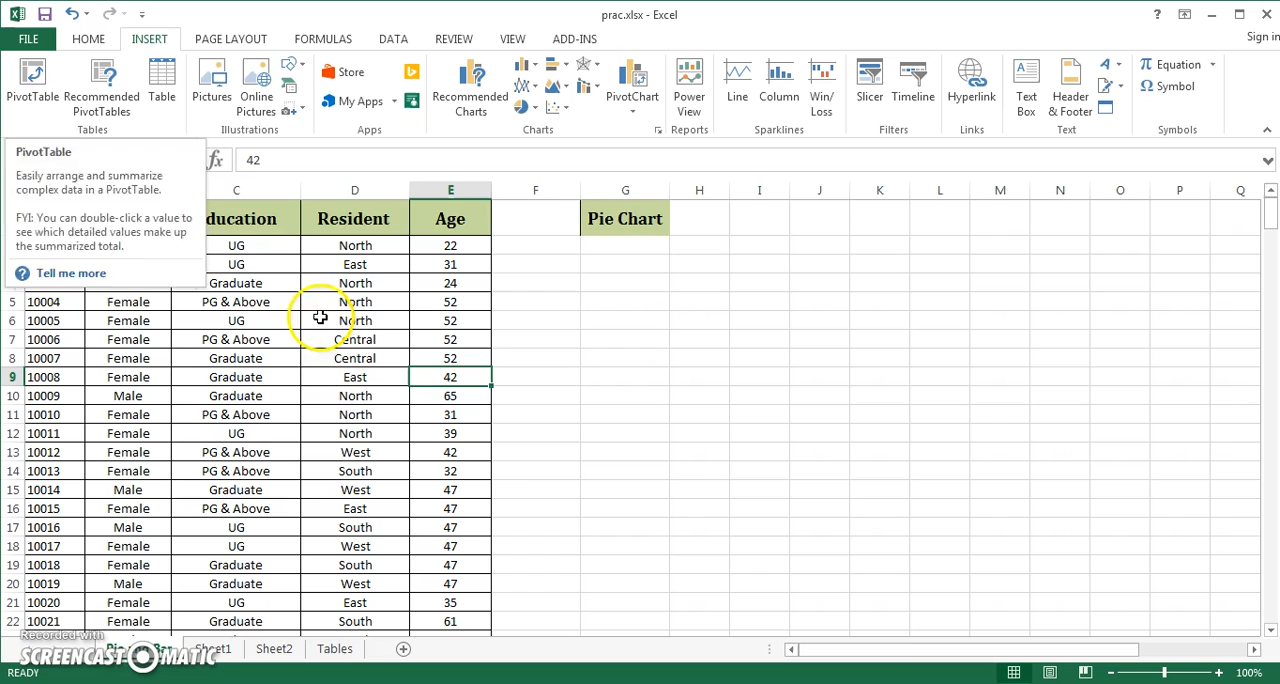 prac.xlsx - Excel
Sign in
FILE HOME INSERT PAGE LAYOUT FORMULAS DATA REVIEW VIEW ADD-INS
PivotTable
Recommended
PivotTables
Table
Tables
Pictures
Online
Pictures
Illustrations
Store
My Apps
Apps
Recommended
Charts
PivotChart
Charts
Power
View
Reports
Line
Column
Win/
Loss
Sparklines
Slicer
Timeline
Filters
Hyperlink
Links
Text
Box
Header
& Footer
Text
Equation
Symbol
Symbols
PivotTable
Easily arrange and summarize
complex data in a PivotTable.
FYI: You can double-click a value to
see which detailed values make up
the summarized total.
Tell me more
fx 42
C D E F G H I J K L M N O P Q
ducation Resident Age Pie Chart
UG North 22
UG East 31
Graduate North 24
5 10004 Female PG & Above North 52
6 10005 Female UG North 52
7 10006 Female PG & Above Central 52
8 10007 Female Graduate Central 52
9 10008 Female Graduate East 42
10 10009 Male Graduate North 65
11 10010 Female PG & Above North 31
12 10011 Female UG North 39
13 10012 Female PG & Above West 42
14 10013 Female PG & Above South 32
15 10014 Male Graduate West 47
16 10015 Female PG & Above East 47
17 10016 Male UG South 47
18 10017 Female UG West 47
19 10018 Female Graduate South 47
20 10019 Male Graduate West 47
21 10020 Female UG East 35
22 10021 Female Graduate South 61
Recorded with
SCREENCAST-O-MATIC
Sheet1 Sheet2 Tables
READY
100%